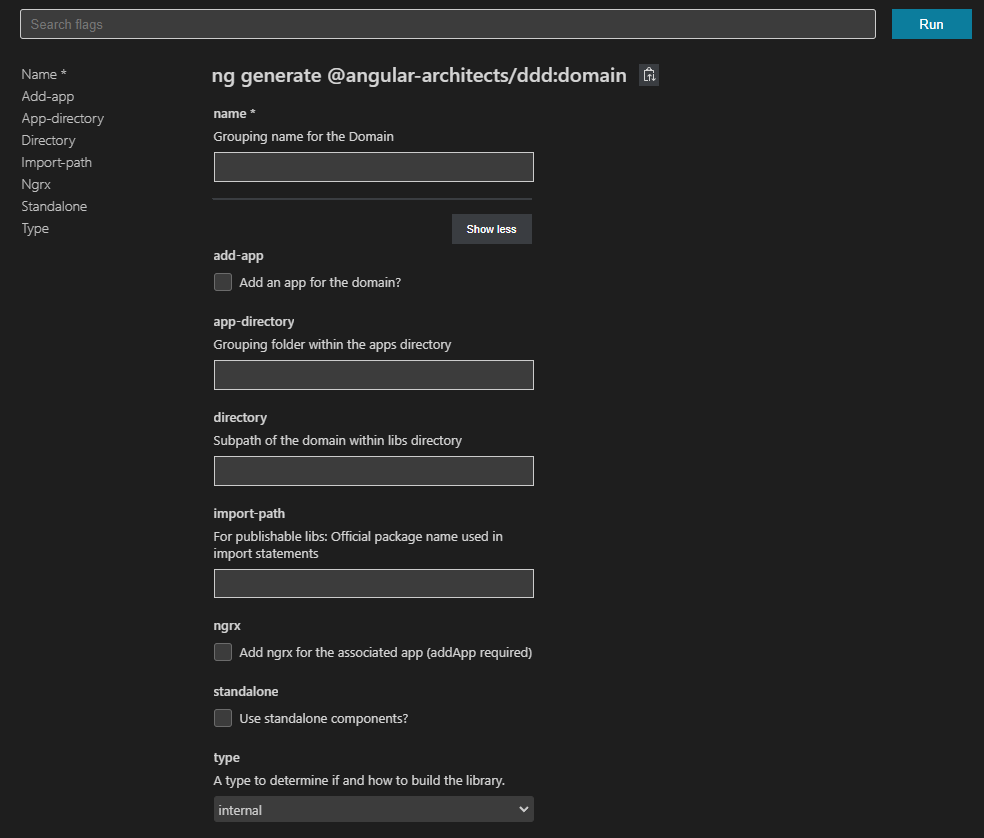 Search flags
Run
Name *
Add-app
App-directory
Directory
Import-path
Ngrx
Standalone
Type
ng generate @angular-architects/ddd:domain
name *
Grouping name for the Domain
Show less
add-app
Add an app for the domain?
app-directory
Grouping folder within the apps directory
directory
Subpath of the domain within libs directory
import-path
For publishable libs: Official package name used in
import statements
ngrx
Add ngrx for the associated app (addApp required)
standalone
Use standalone components?
type
A type to determine if and how to build the library.
internal